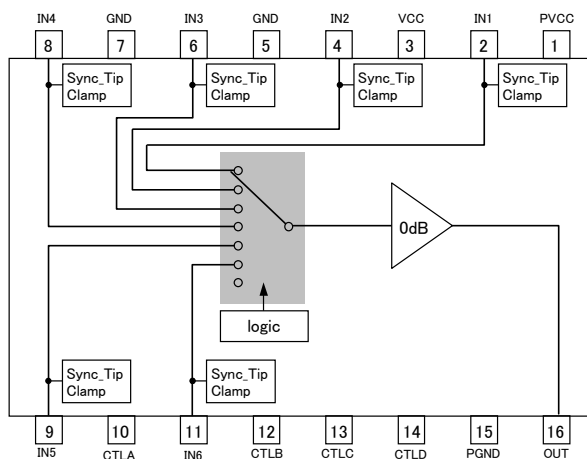 IN4 GND IN3 GND IN2 VCC IN1 PVCC
8 7 6 5 4 3 2 1
Sync_Tip
Clamp
Sync_Tip
Clamp
Sync_Tip
Clamp
Sync_Tip
Clamp
0dB
logic
Sync_Tip
Clamp
Sync_Tip
Clamp
9 10 11 12 13 14 15 16
IN5 CTLA IN6 CTLB CTLC CTLD PGND OUT